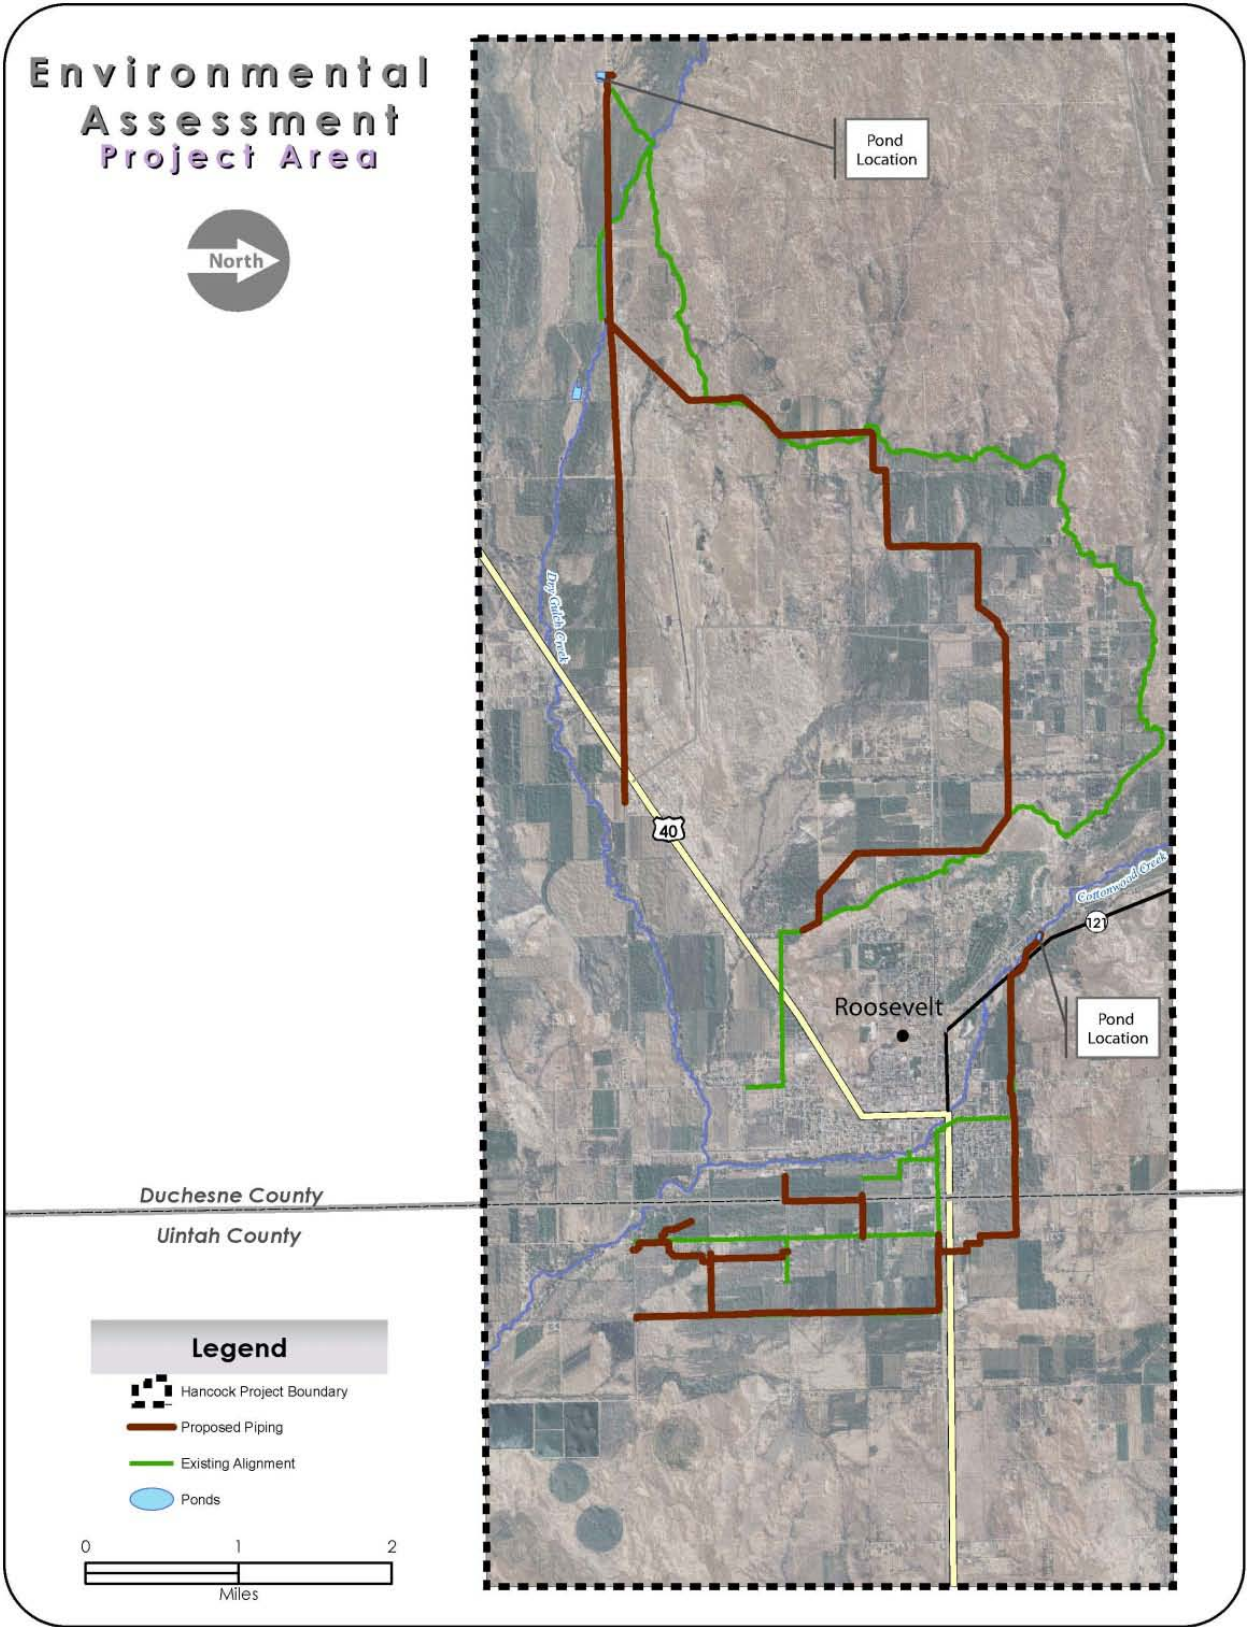 Environmental
Assessment
Project Area
North
Pond
Location
Dry Gulch Creek
40
Cottonwood Creek
121
Roosevelt
Pond
Location
Duchesne County
Uintah County
Legend
Hancock Project Boundary
Proposed Piping
Existing Alignment
Ponds
0 1 2
Miles